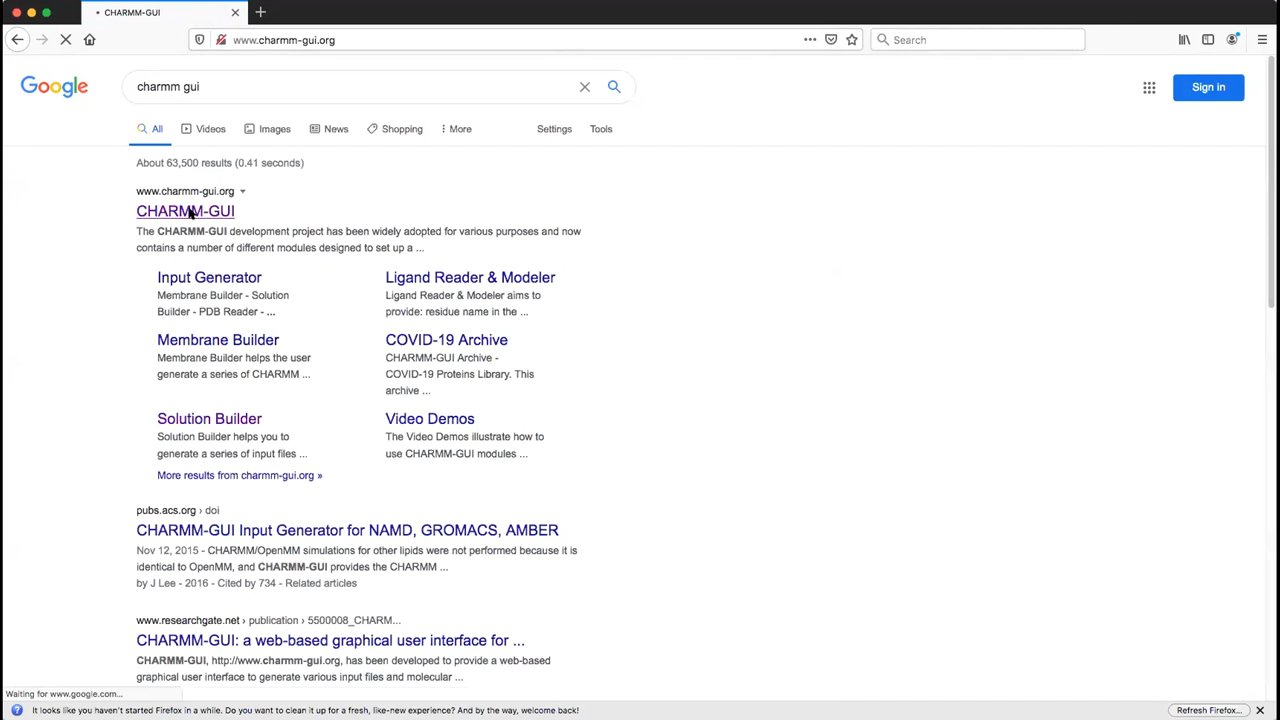 CHARMM-GUI
www.charmm-gui.org
Search
Google
charmm gui
Sign in
All Videos Images News Shopping More Settings Tools
About 63,500 results (0.41 seconds)
www.charmm-gui.org
CHARMM-GUI
The CHARMM-GUI development project has been widely adopted for various purposes and now
contains a number of different modules designed to set up a ...
Input Generator
Membrane Builder - Solution
Builder - PDB Reader - ...
Ligand Reader & Modeler
Ligand Reader & Modeler aims to
provide: residue name in the ...
Membrane Builder
Membrane Builder helps the user
generate a series of CHARMM ...
COVID-19 Archive
CHARMM-GUI Archive -
COVID-19 Proteins Library. This
archive ...
Solution Builder
Solution Builder helps you to
generate a series of input files ...
Video Demos
The Video Demos illustrate how to
use CHARMM-GUI modules ...
More results from charmm-gui.org »
pubs.acs.org › doi
CHARMM-GUI Input Generator for NAMD, GROMACS, AMBER
Nov 12, 2015 - CHARMM/OpenMM simulations for other lipids were not performed because it is
identical to OpenMM, and CHARMM-GUI provides the CHARMM ...
by J Lee - 2016 - Cited by 734 - Related articles
www.researchgate.net › publication › 5500008_CHARM...
CHARMM-GUI: a web-based graphical user interface for ...
CHARMM-GUI, http://www.charmm-gui.org, has been developed to provide a web-based
graphical user interface to generate various input files and molecular ...
Waiting for www.google.com...
It looks like you haven't started Firefox in a while. Do you want to clean it up for a fresh, like-new experience? And by the way, welcome back!
Refresh Firefox...